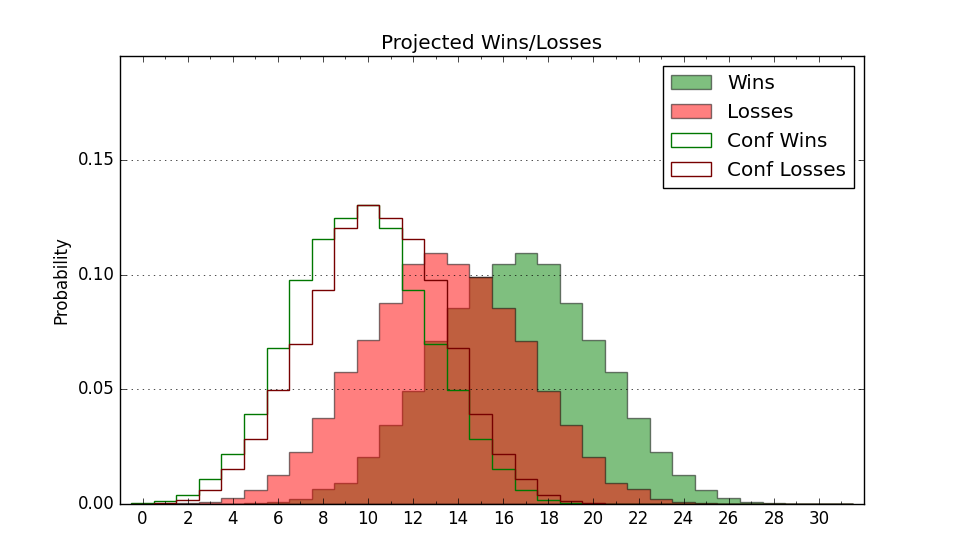 Projected Wins/Losses
Wins
Losses
Conf Wins
Conf Losses
Probability
0.15
0.10
0.05
0.00
0 2 4 6 8 10 12 14 16 18 20 22 24 26 28 30